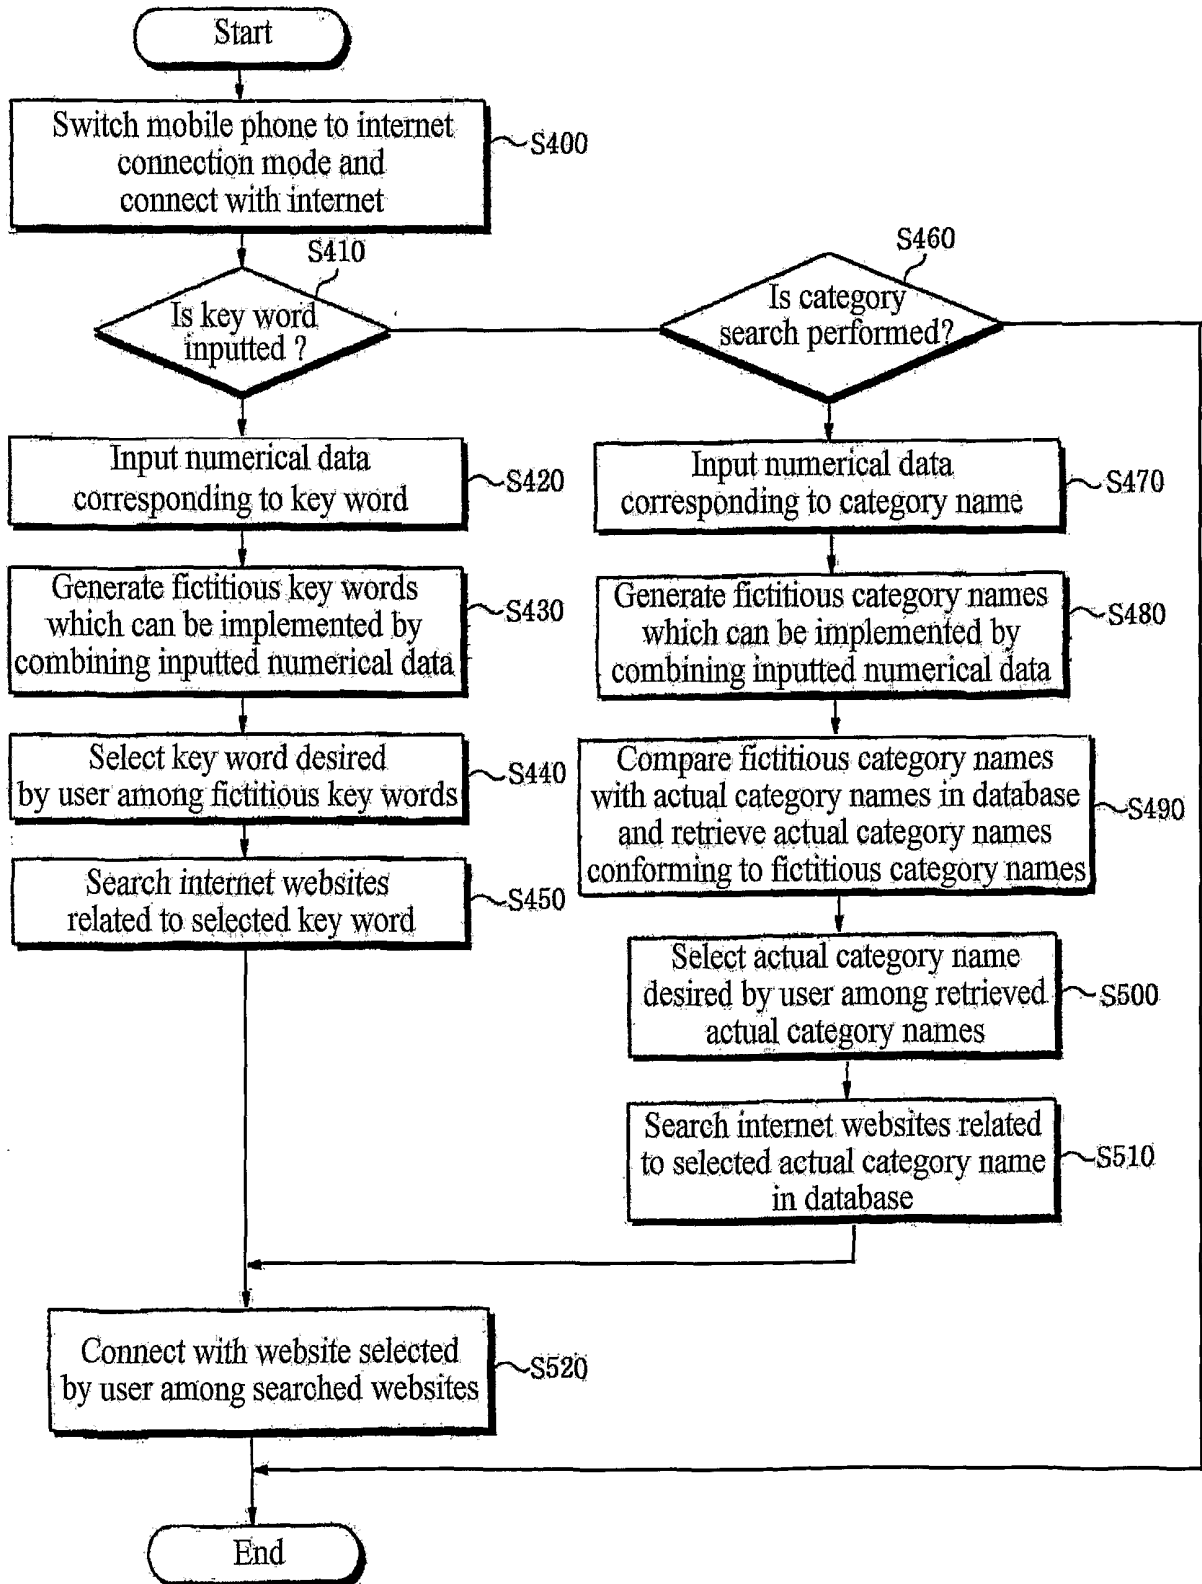 Start
Switch mobile phone to internet
connection mode and
connect with internet
S400
S410
Is key word
inputted ?
S460
Is category
search performed?
Input numerical data
corresponding to key word
S420
Generate fictitious key words
which can be implemented by
combining inputted numerical data
S430
Select key word desired
by user among fictitious key words
S440
Search internet websites
related to selected key word
S450
Input numerical data
corresponding to category name
S470
Generate fictitious category names
which can be implemented by
combining inputted numerical data
S480
Compare fictitious category names
with actual category names in database
and retrieve actual category names
conforming to fictitious category names
S490
Select actual category name
desired by user among retrieved
actual category names
S500
Search internet websites related
to selected actual category name
in database
S510
Connect with website selected
by user among searched websites
S520
End